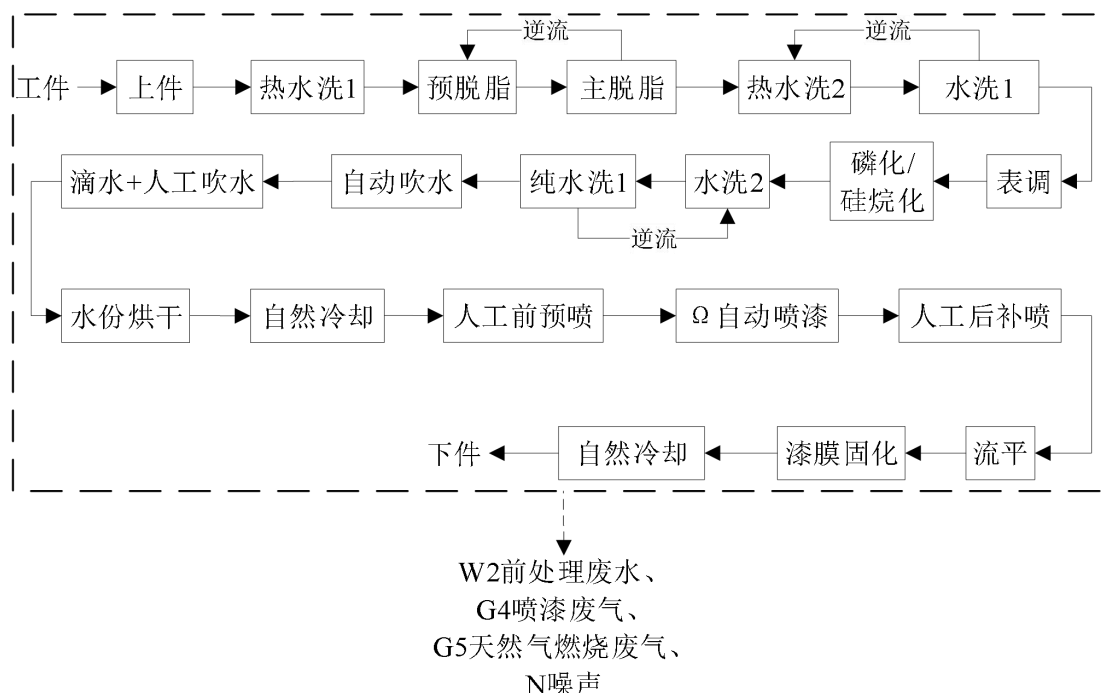 逆流
逆流
工件
上件
热水洗1
预脱脂
主脱脂
热水洗2
水洗1
滴水+人工吹水
自动吹水
纯水洗1
水洗2
磷化/
硅烷化
表调
逆流
水份烘干
自然冷却
人工前预喷
Ω自动喷漆
人工后补喷
下件
自然冷却
漆膜固化
流平
W2前处理废水、
G4喷漆废气、
G5天然气燃烧废气、
N噪声